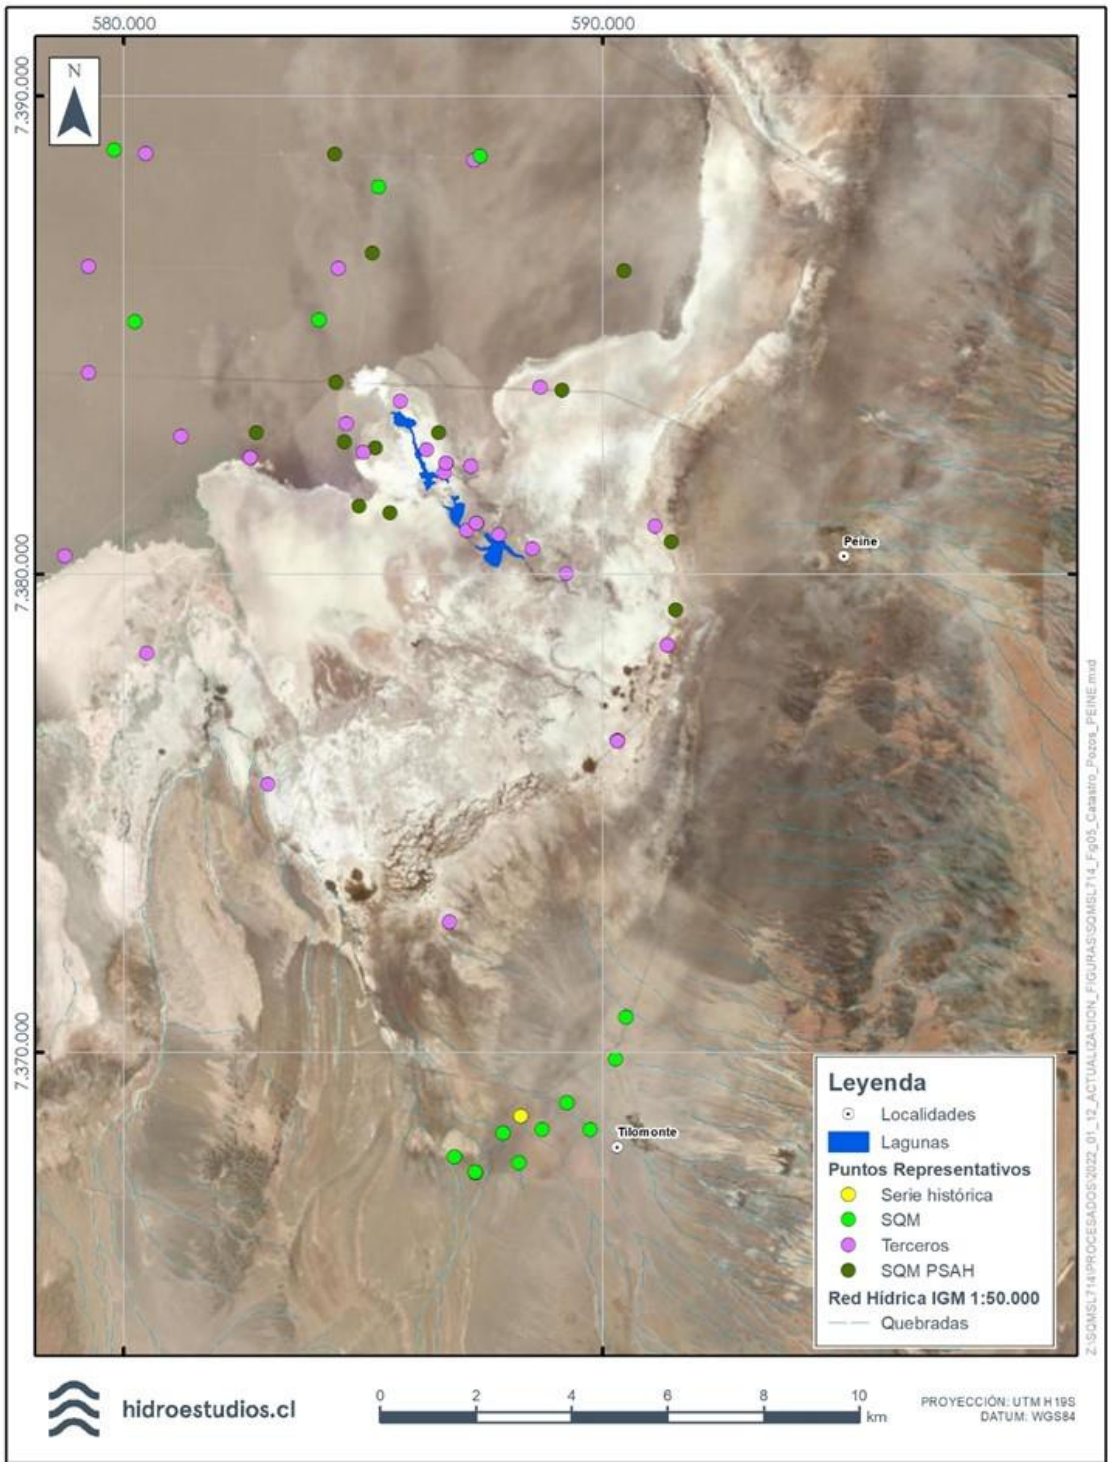 580.000
590.000
7.390.000
N
7.380.000
Peine
7.370.000
Tilomonte
Leyenda
Localidades
Lagunas
Puntos Representativos
Serie histórica
SQM
Terceros
SQM PSAH
Red Hídrica IGM 1:50.000
Quebradas
Z:\SQMSL714\PROCESADOS\2022_01_12_ACTUALIZACION_FIGURAS\SQMSL714_Fig05_Catastro_Pozos_PEINE.mxd
hidroestudios.cl
0 2 4 6 8 10
km
PROYECCIÓN: UTM H19S
DATUM: WGS84